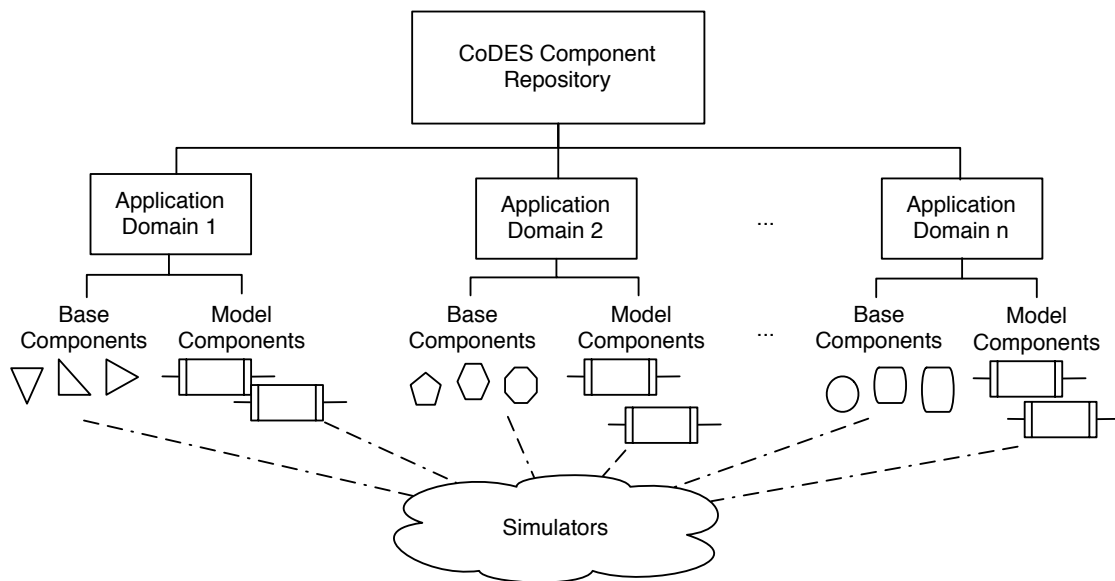 CoDES Component
Repository
Application
Domain 1
Application
Domain 2
...
Application
Domain n
Base
Components
Model
Components
Base
Components
Model
Components
...
Base
Components
Model
Components
Simulators